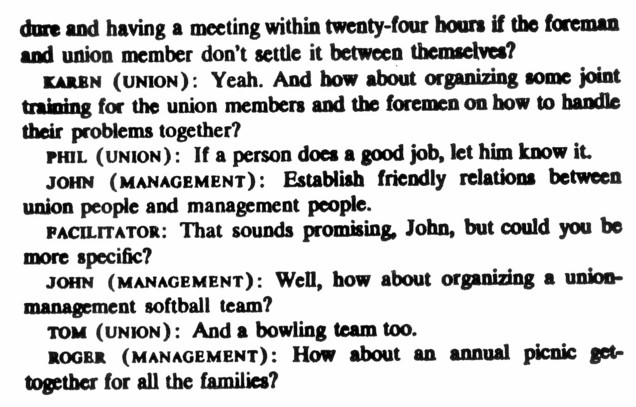 dure and having a meeting within twenty-four hours if the foreman
and union member don't settle it between themselves?
KAREN (UNION): Yeah. And how about organizing some joint
training for the union members and the foremen on how to handle
their problems together?
PHIL (UNION): If a person does a good job, let him know it.
JOHN (MANAGEMENT): Establish friendly relations between
union people and management people.
FACILITATOR: That sounds promising, John, but could you be
more specific?
JOHN (MANAGEMENT): Well, how about organizing a union-
management softball team?
TOM (UNION): And a bowling team too.
ROGER (MANAGEMENT): How about an annual picnic get-
together for all the families?